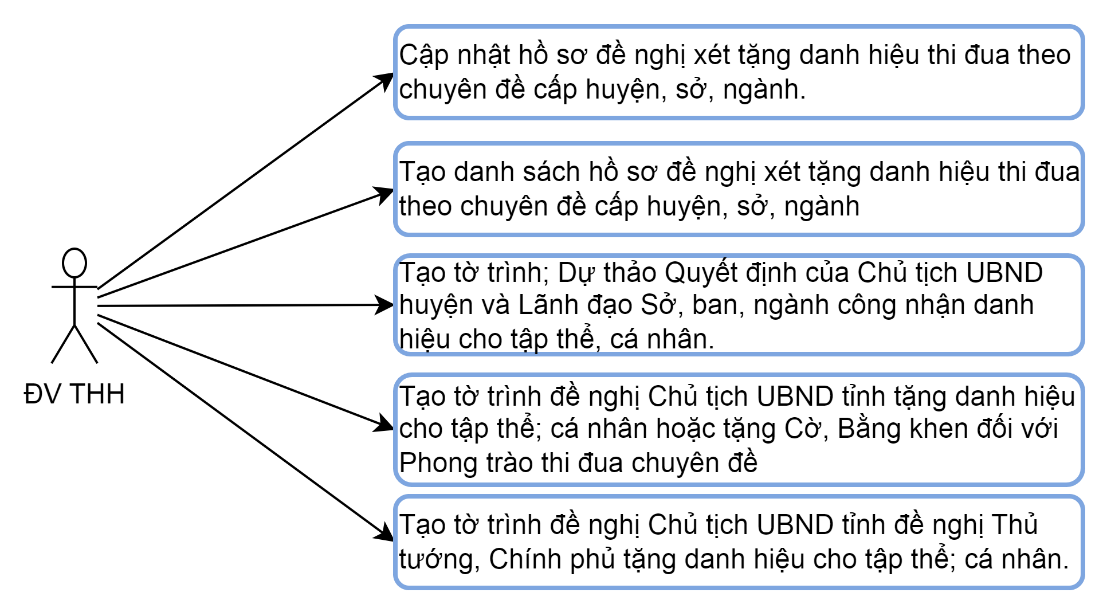 Cập nhật hồ sơ đề nghị xét tặng danh hiệu thi đua theo
chuyên đề cấp huyện, sở, ngành.
Tạo danh sách hồ sơ đề nghị xét tặng danh hiệu thi đua
theo chuyên đề cấp huyện, sở, ngành
Tạo tờ trình; Dự thảo Quyết định của Chủ tịch UBND
huyện và Lãnh đạo Sở, ban, ngành công nhận danh
hiệu cho tập thể, cá nhân.
ĐV THH
Tạo tờ trình đề nghị Chủ tịch UBND tỉnh tặng danh hiệu
cho tập thể; cá nhân hoặc tặng Cờ, Bằng khen đối với
Phong trào thi đua chuyên đề
Tạo tờ trình đề nghị Chủ tịch UBND tỉnh đề nghị Thủ
tướng, Chính phủ tặng danh hiệu cho tập thể; cá nhân.